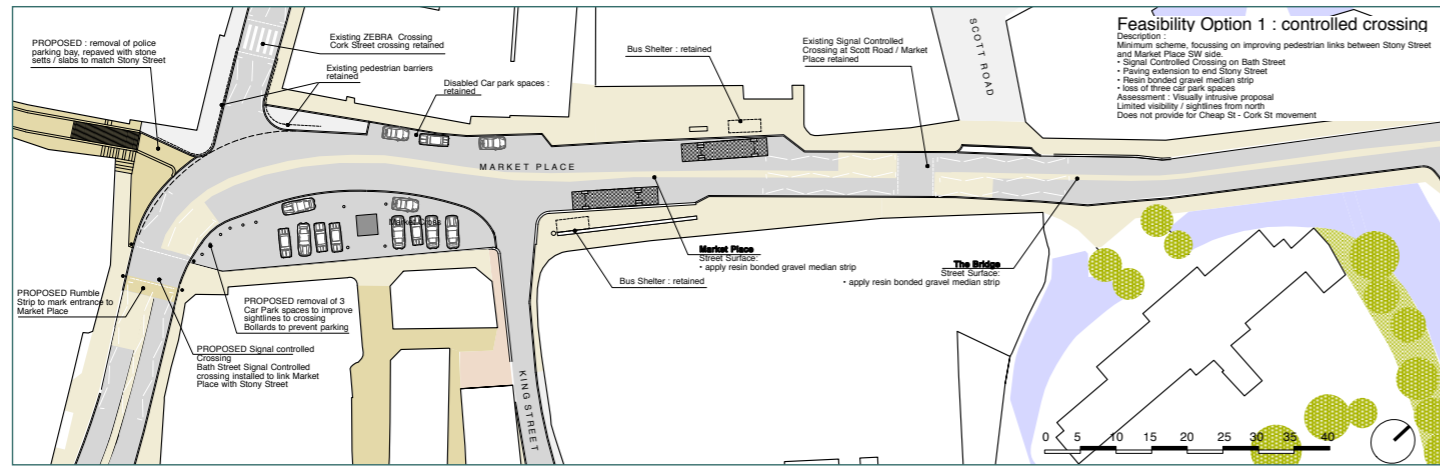 Feasibility Option 1 : controlled crossing
Description :
Minimum scheme, focussing on improving pedestrian links between Stony Street
and Market Place SW side.
• Signal Controlled Crossing on Bath Street
• Paving extension to end Stony Street
• Resin bonded gravel median strip
• loss of three car park spaces
Assessment : Visually intrusive proposal
Limited visibility / sightlines from north
Does not provide for Cheap St - Cork St movement
PROPOSED : removal of police
parking bay, repaved with stone
setts / slabs to match Stony Street
Existing ZEBRA Crossing
Cork Street crossing retained
Existing pedestrian barriers
retained
Disabled Car park spaces :
retained
Bus Shelter : retained
Existing Signal Controlled
Crossing at Scott Road / Market
Place retained
SCOTT ROAD
MARKET PLACE
Market Cross
Market Place
Street Surface:
• apply resin bonded gravel median strip
The Bridge
Street Surface:
• apply resin bonded gravel median strip
Bus Shelter : retained
PROPOSED Rumble
Strip to mark entrance to
Market Place
PROPOSED removal of 3
Car Park spaces to improve
sightlines to crossing
Bollards to prevent parking
PROPOSED Signal controlled
Crossing
Bath Street Signal Controlled
crossing installed to link Market
Place with Stony Street
KING STREET
0 5 10 15 20 25 30 35 40